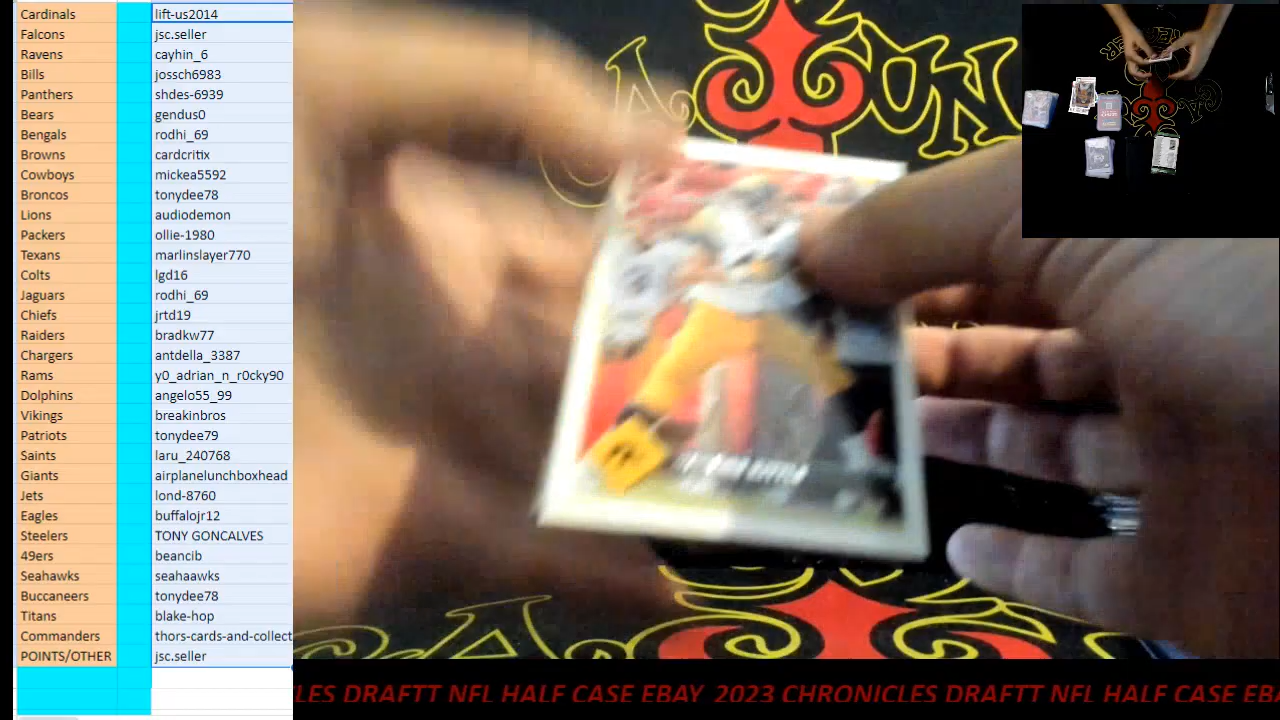 Cardinals lift-us2014
Falcons jsc.seller
Ravens cayhin_6
Bills jossch6983
Panthers shdes-6939
Bears gendus0
Bengals rodhi_69
Browns cardcritix
Cowboys mickea5592
Broncos tonydee78
Lions audiodemon
Packers ollie-1980
Texans marlinslayer770
Colts lgd16
Jaguars rodhi_69
Chiefs jrtd19
Raiders bradkw77
Chargers antdella_3387
Rams y0_adrian_n_r0cky90
Dolphins angelo55_99
Vikings breakinbros
Patriots tonydee79
Saints laru_240768
Giants airplanelunchboxhead
Jets lond-8760
Eagles buffalojr12
Steelers TONY GONCALVES
49ers beancib
Seahawks seahaawks
Buccaneers tonydee78
Titans blake-hop
Commanders thors-cards-and-collect
POINTS/OTHER jsc.seller
LES DRAFTT NFL HALF CASE EBAY 2023 CHRONICLES DRAFTT NFL HALF CASE EBA